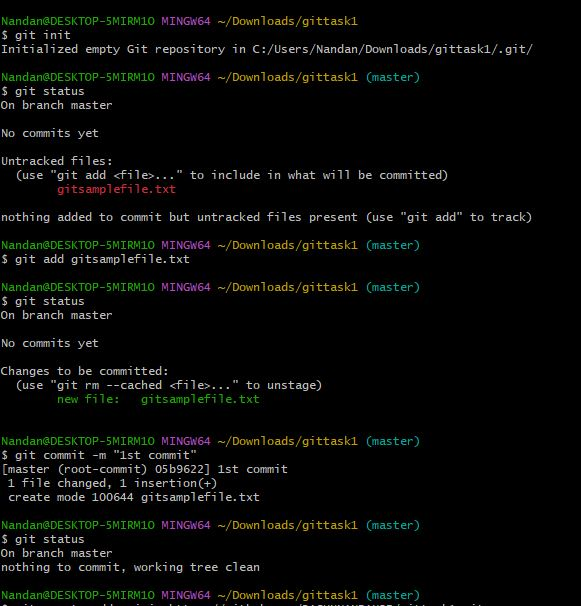 Nandan@DESKTOP-5MIRM1O MINGW64 ~/Downloads/gittask1
$ git init
Initialized empty Git repository in C:/Users/Nandan/Downloads/gittask1/.git/
Nandan@DESKTOP-5MIRM1O MINGW64 ~/Downloads/gittask1 (master)
$ git status
On branch master
No commits yet
Untracked files:
  (use "git add <file>..." to include in what will be committed)
        gitsamplefile.txt
nothing added to commit but untracked files present (use "git add" to track)
Nandan@DESKTOP-5MIRM1O MINGW64 ~/Downloads/gittask1 (master)
$ git add gitsamplefile.txt
Nandan@DESKTOP-5MIRM1O MINGW64 ~/Downloads/gittask1 (master)
$ git status
On branch master
No commits yet
Changes to be committed:
  (use "git rm --cached <file>..." to unstage)
        new file:   gitsamplefile.txt
Nandan@DESKTOP-5MIRM1O MINGW64 ~/Downloads/gittask1 (master)
$ git commit -m "1st commit"
[master (root-commit) 05b9622] 1st commit
 1 file changed, 1 insertion(+)
 create mode 100644 gitsamplefile.txt
Nandan@DESKTOP-5MIRM1O MINGW64 ~/Downloads/gittask1 (master)
$ git status
On branch master
nothing to commit, working tree clean
Nandan@DESKTOP-5MIRM1O MINGW64 ~/Downloads/gittask1 (master)